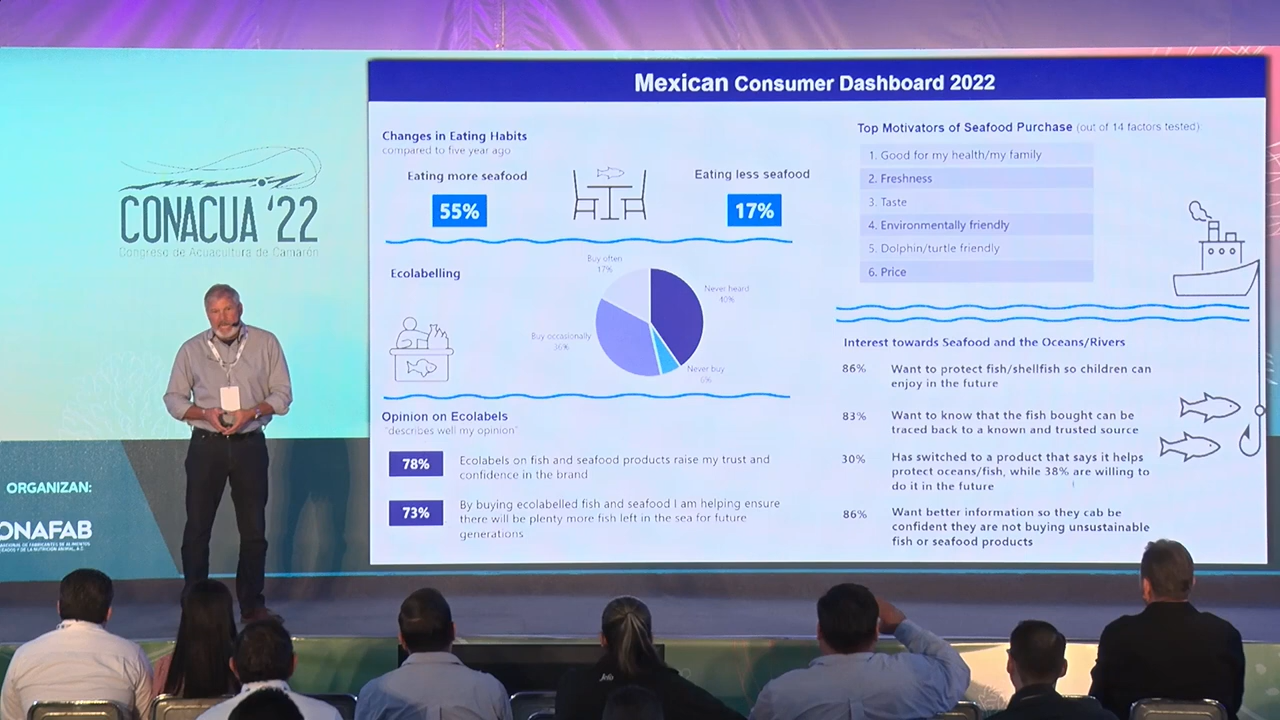 Mexican Consumer Dashboard 2022
CONACUA '22
Congreso de Acuacultura de Camarón
ORGANIZAN:
ONAFAB
Changes in Eating Habits
compared to five year ago
Eating more seafood
55%
Eating less seafood
17%
Ecolabelling
Buy often
17%
Never heard
40%
Buy occasionally
36%
Never buy
6%
Opinion on Ecolabels
"describes well my opinion"
78%
Ecolabels on fish and seafood products raise my trust and
confidence in the brand
73%
By buying ecolabelled fish and seafood I am helping ensure
there will be plenty more fish left in the sea for future
generations
Top Motivators of Seafood Purchase (out of 14 factors tested):
1. Good for my health/my family
2. Freshness
3. Taste
4. Environmentally friendly
5. Dolphin/turtle friendly
6. Price
Interest towards Seafood and the Oceans/Rivers
86%
Want to protect fish/shellfish so children can
enjoy in the future
83%
Want to know that the fish bought can be
traced back to a known and trusted source
30%
Has switched to a product that says it helps
protect oceans/fish, while 38% are willing to
do it in the future
86%
Want better information so they cab be
confident they are not buying unsustainable
fish or seafood products